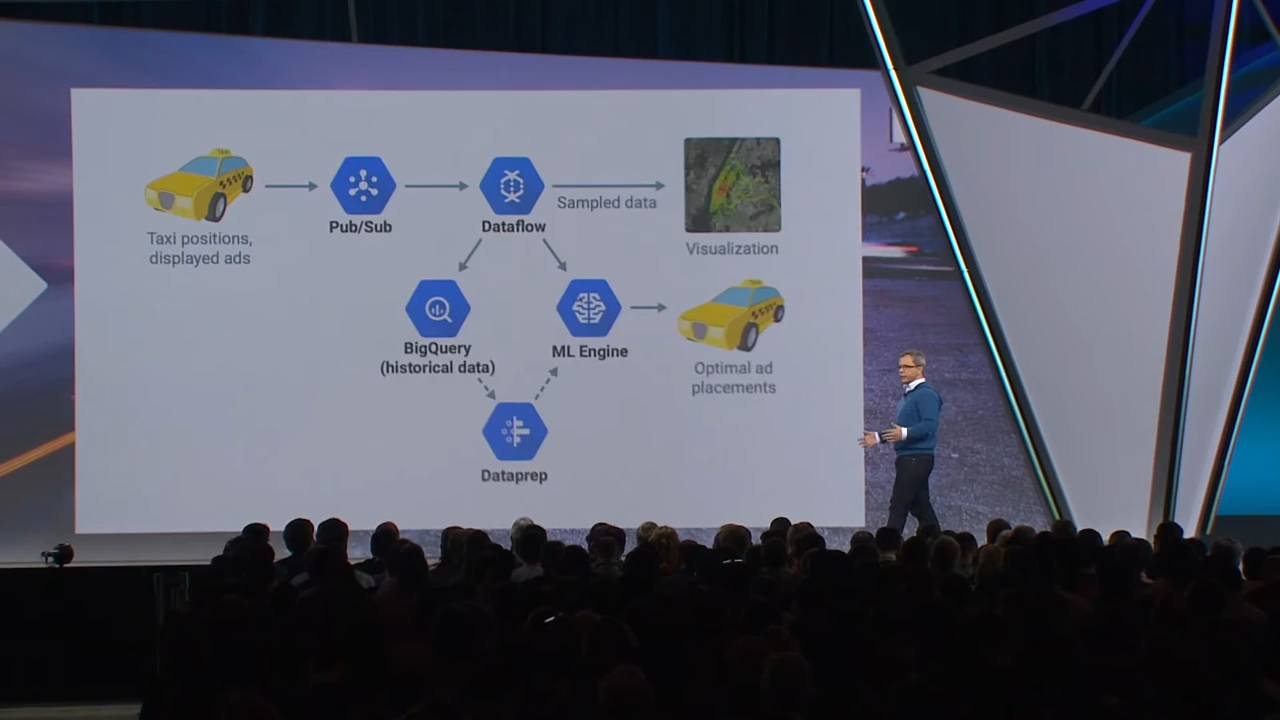 TAXI
Taxi positions,
displayed ads
Pub/Sub
Dataflow
Sampled data
Visualization
BigQuery
(historical data)
ML Engine
Optimal ad
placements
Dataprep